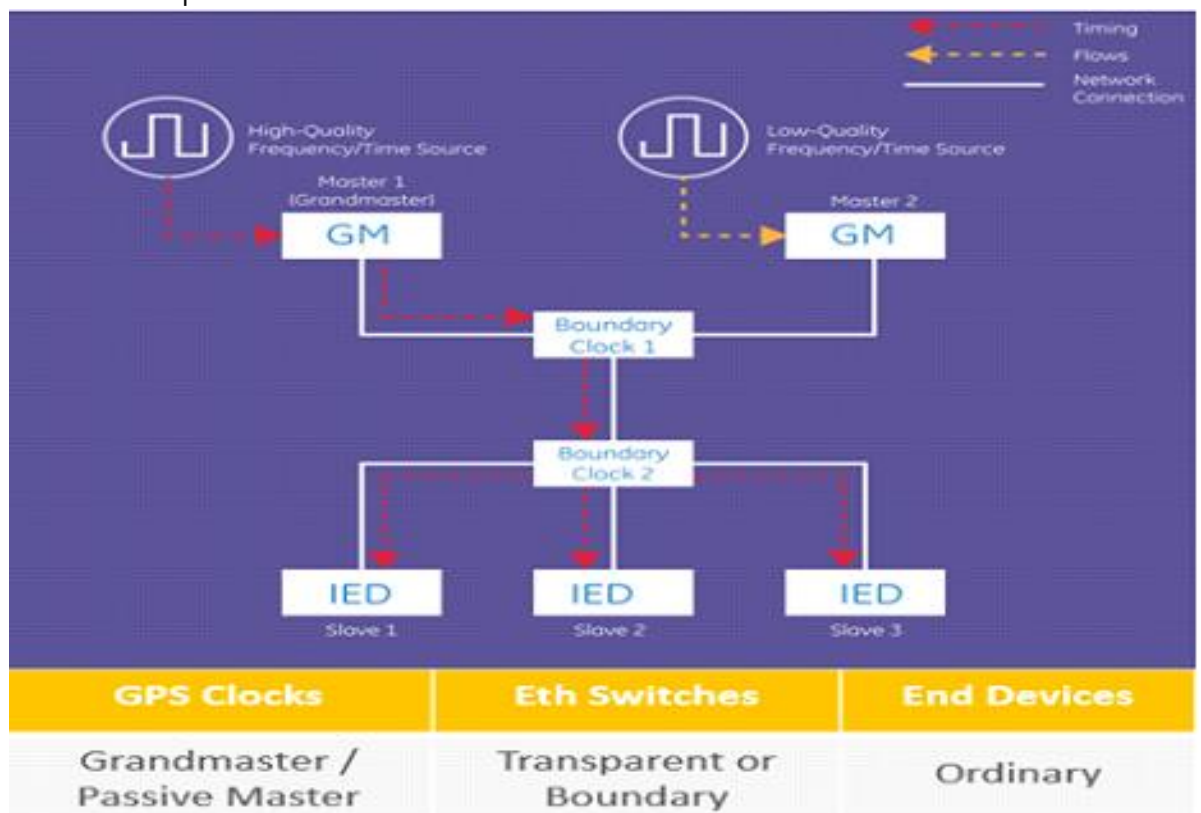 Timing
Flows
Network
Connection
High-Quality
Frequency/Time Source
Low-Quality
Frequency/Time Source
Master 1
(Grandmaster)
Master 2
GM
GM
Boundary
Clock 1
Boundary
Clock 2
IED
IED
IED
Slave 1
Slave 2
Slave 3
GPS Clocks
Eth Switches
End Devices
Grandmaster /
Passive Master
Transparent or
Boundary
Ordinary